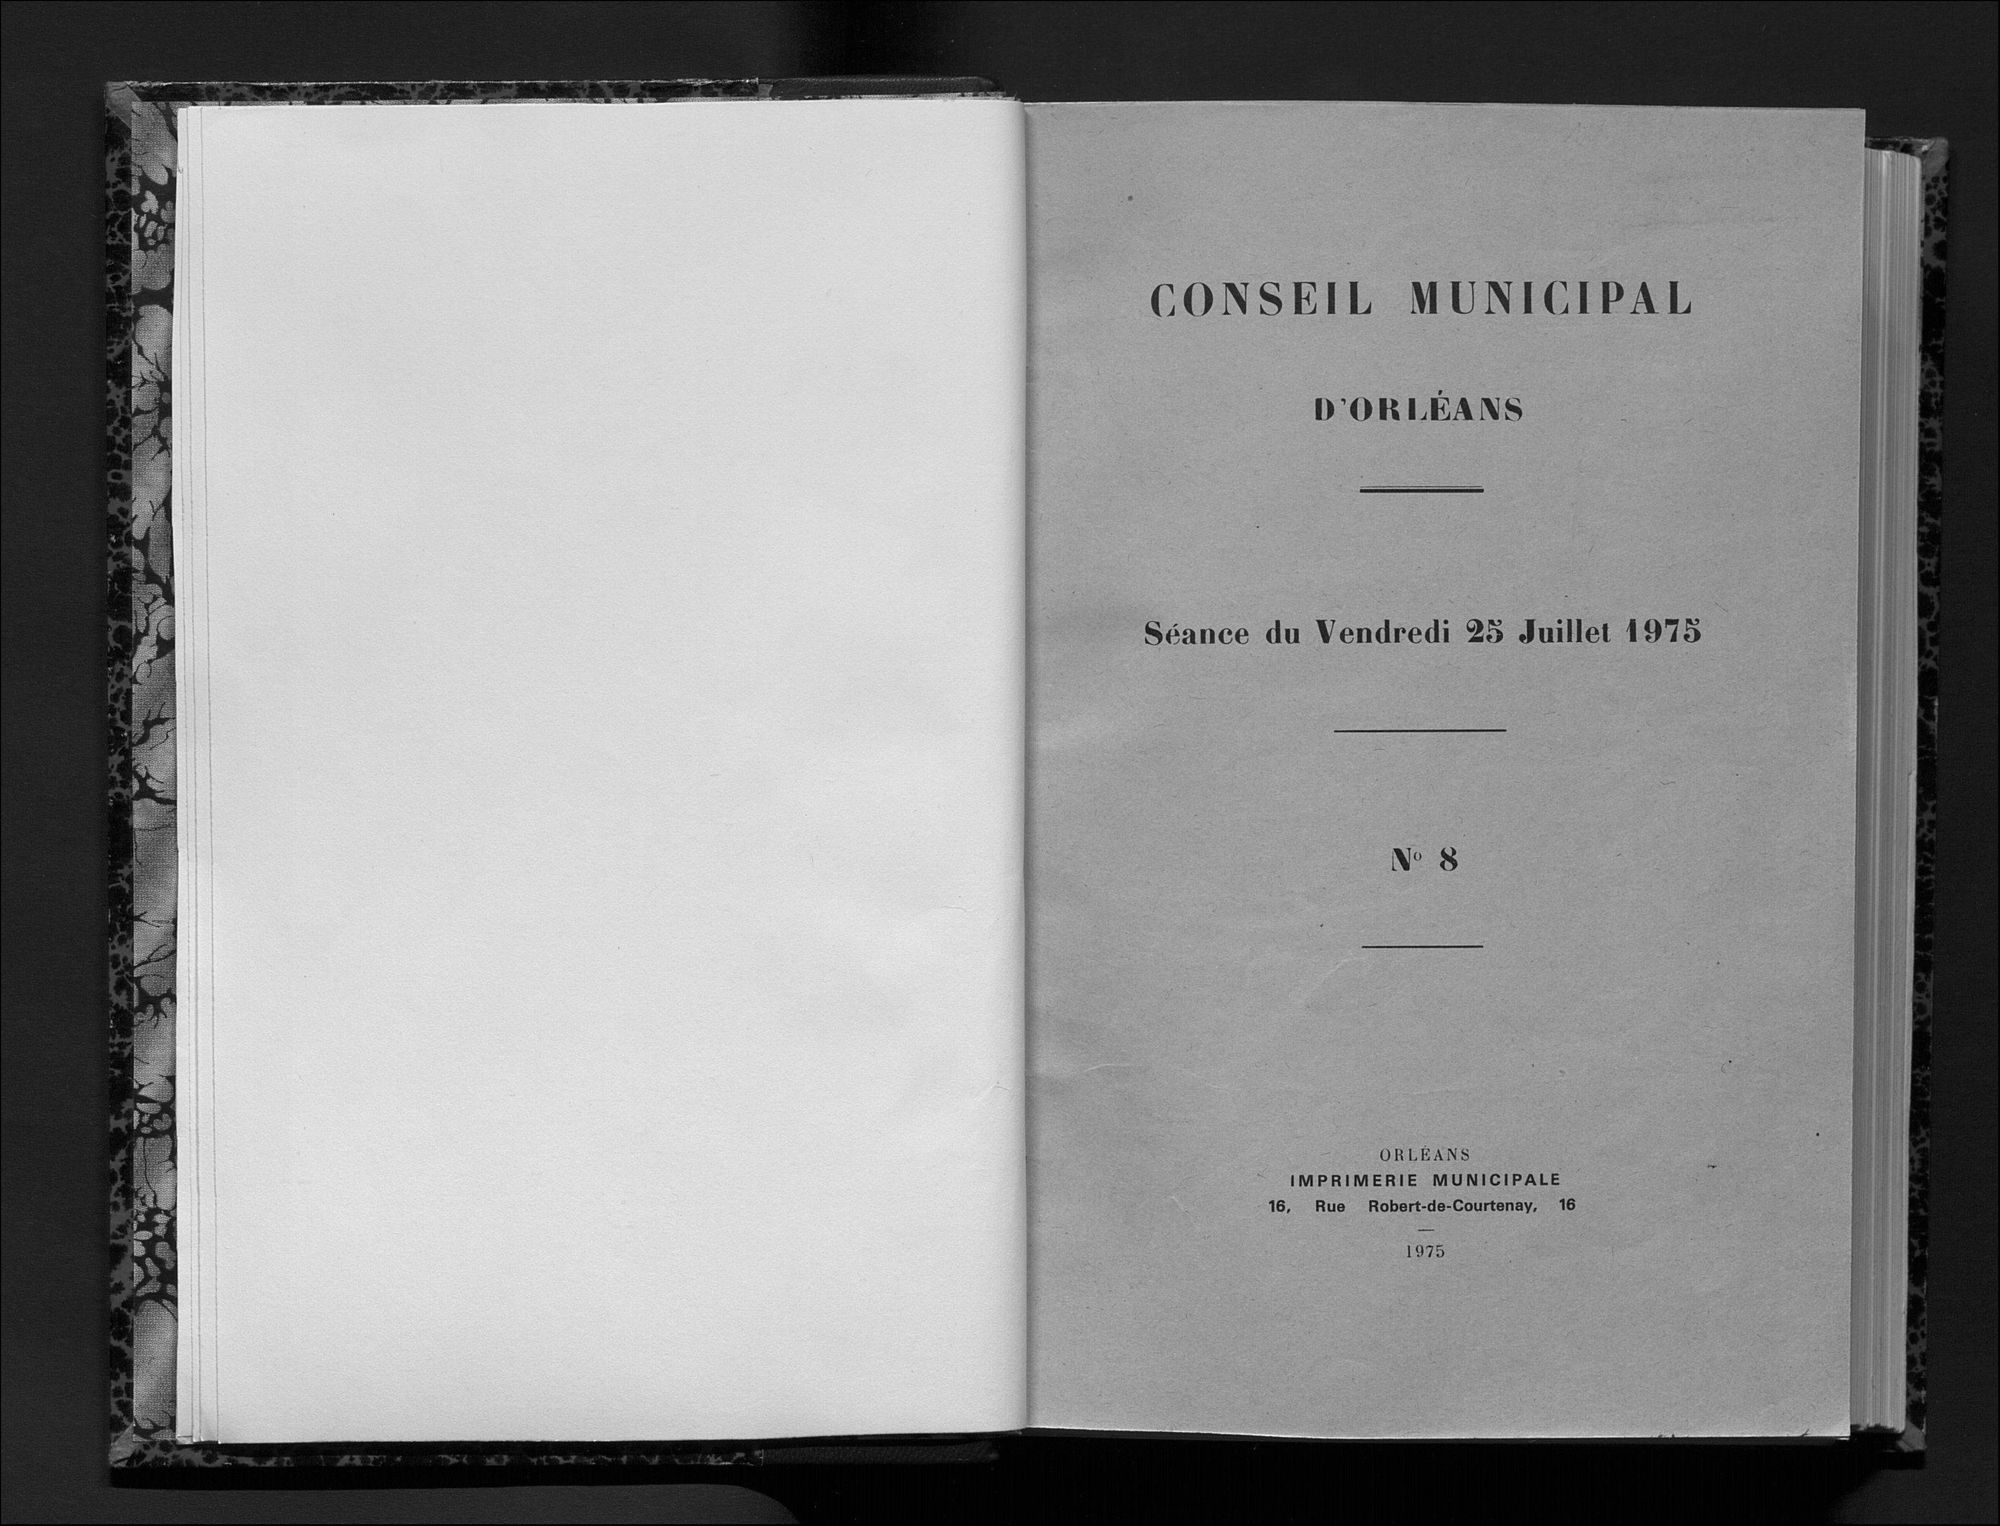 CONSEIL MUNICIPAL
D'ORLÉANS
Séance du Vendredi 25 Juillet 1975
Nº 8
ORLÉANS
IMPRIMERIE MUNICIPALE
16, Rue Robert-de-Courtenay, 16
1975